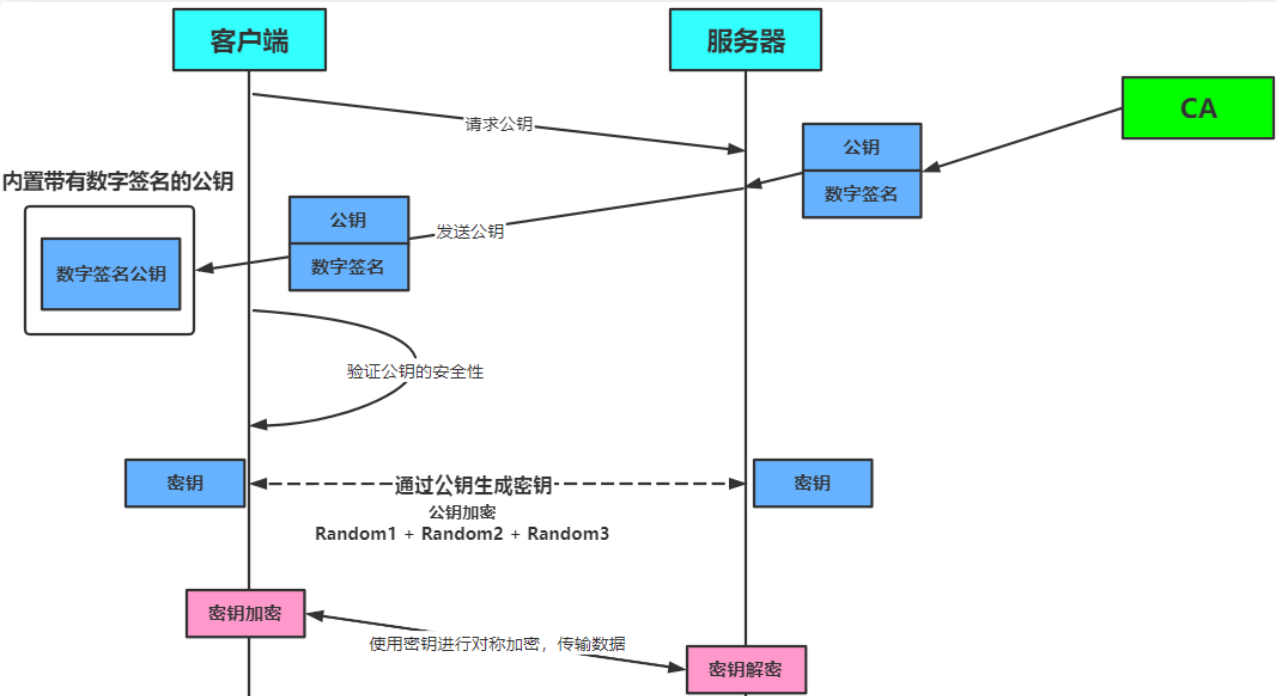 客户端
服务器
CA
请求公钥
公钥
数字签名
内置带有数字签名的公钥
公钥
发送公钥
数字签名
数字签名公钥
验证公钥的安全性
密钥
通过公钥生成密钥
密钥
公钥加密
Random1 + Random2 + Random3
密钥加密
使用密钥进行对称加密，传输数据
密钥解密